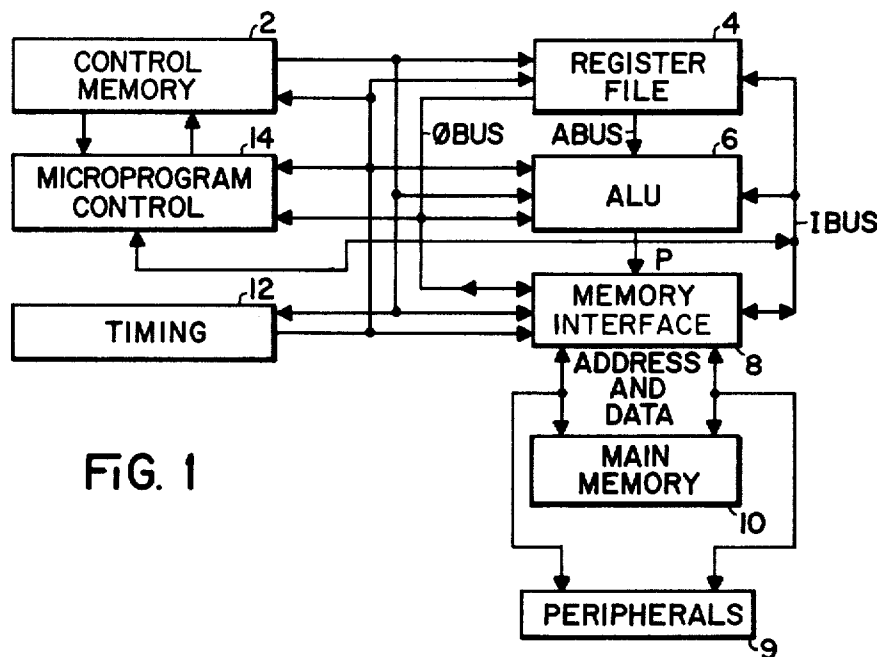 2
CONTROL
MEMORY
4
REGISTER
FILE
14
MICROPROGRAM
CONTROL
ØBUS
ABUS
6
ALU
IBUS
P
12
TIMING
MEMORY
INTERFACE
8
ADDRESS
AND
DATA
MAIN
MEMORY
10
FIG. 1
PERIPHERALS
9